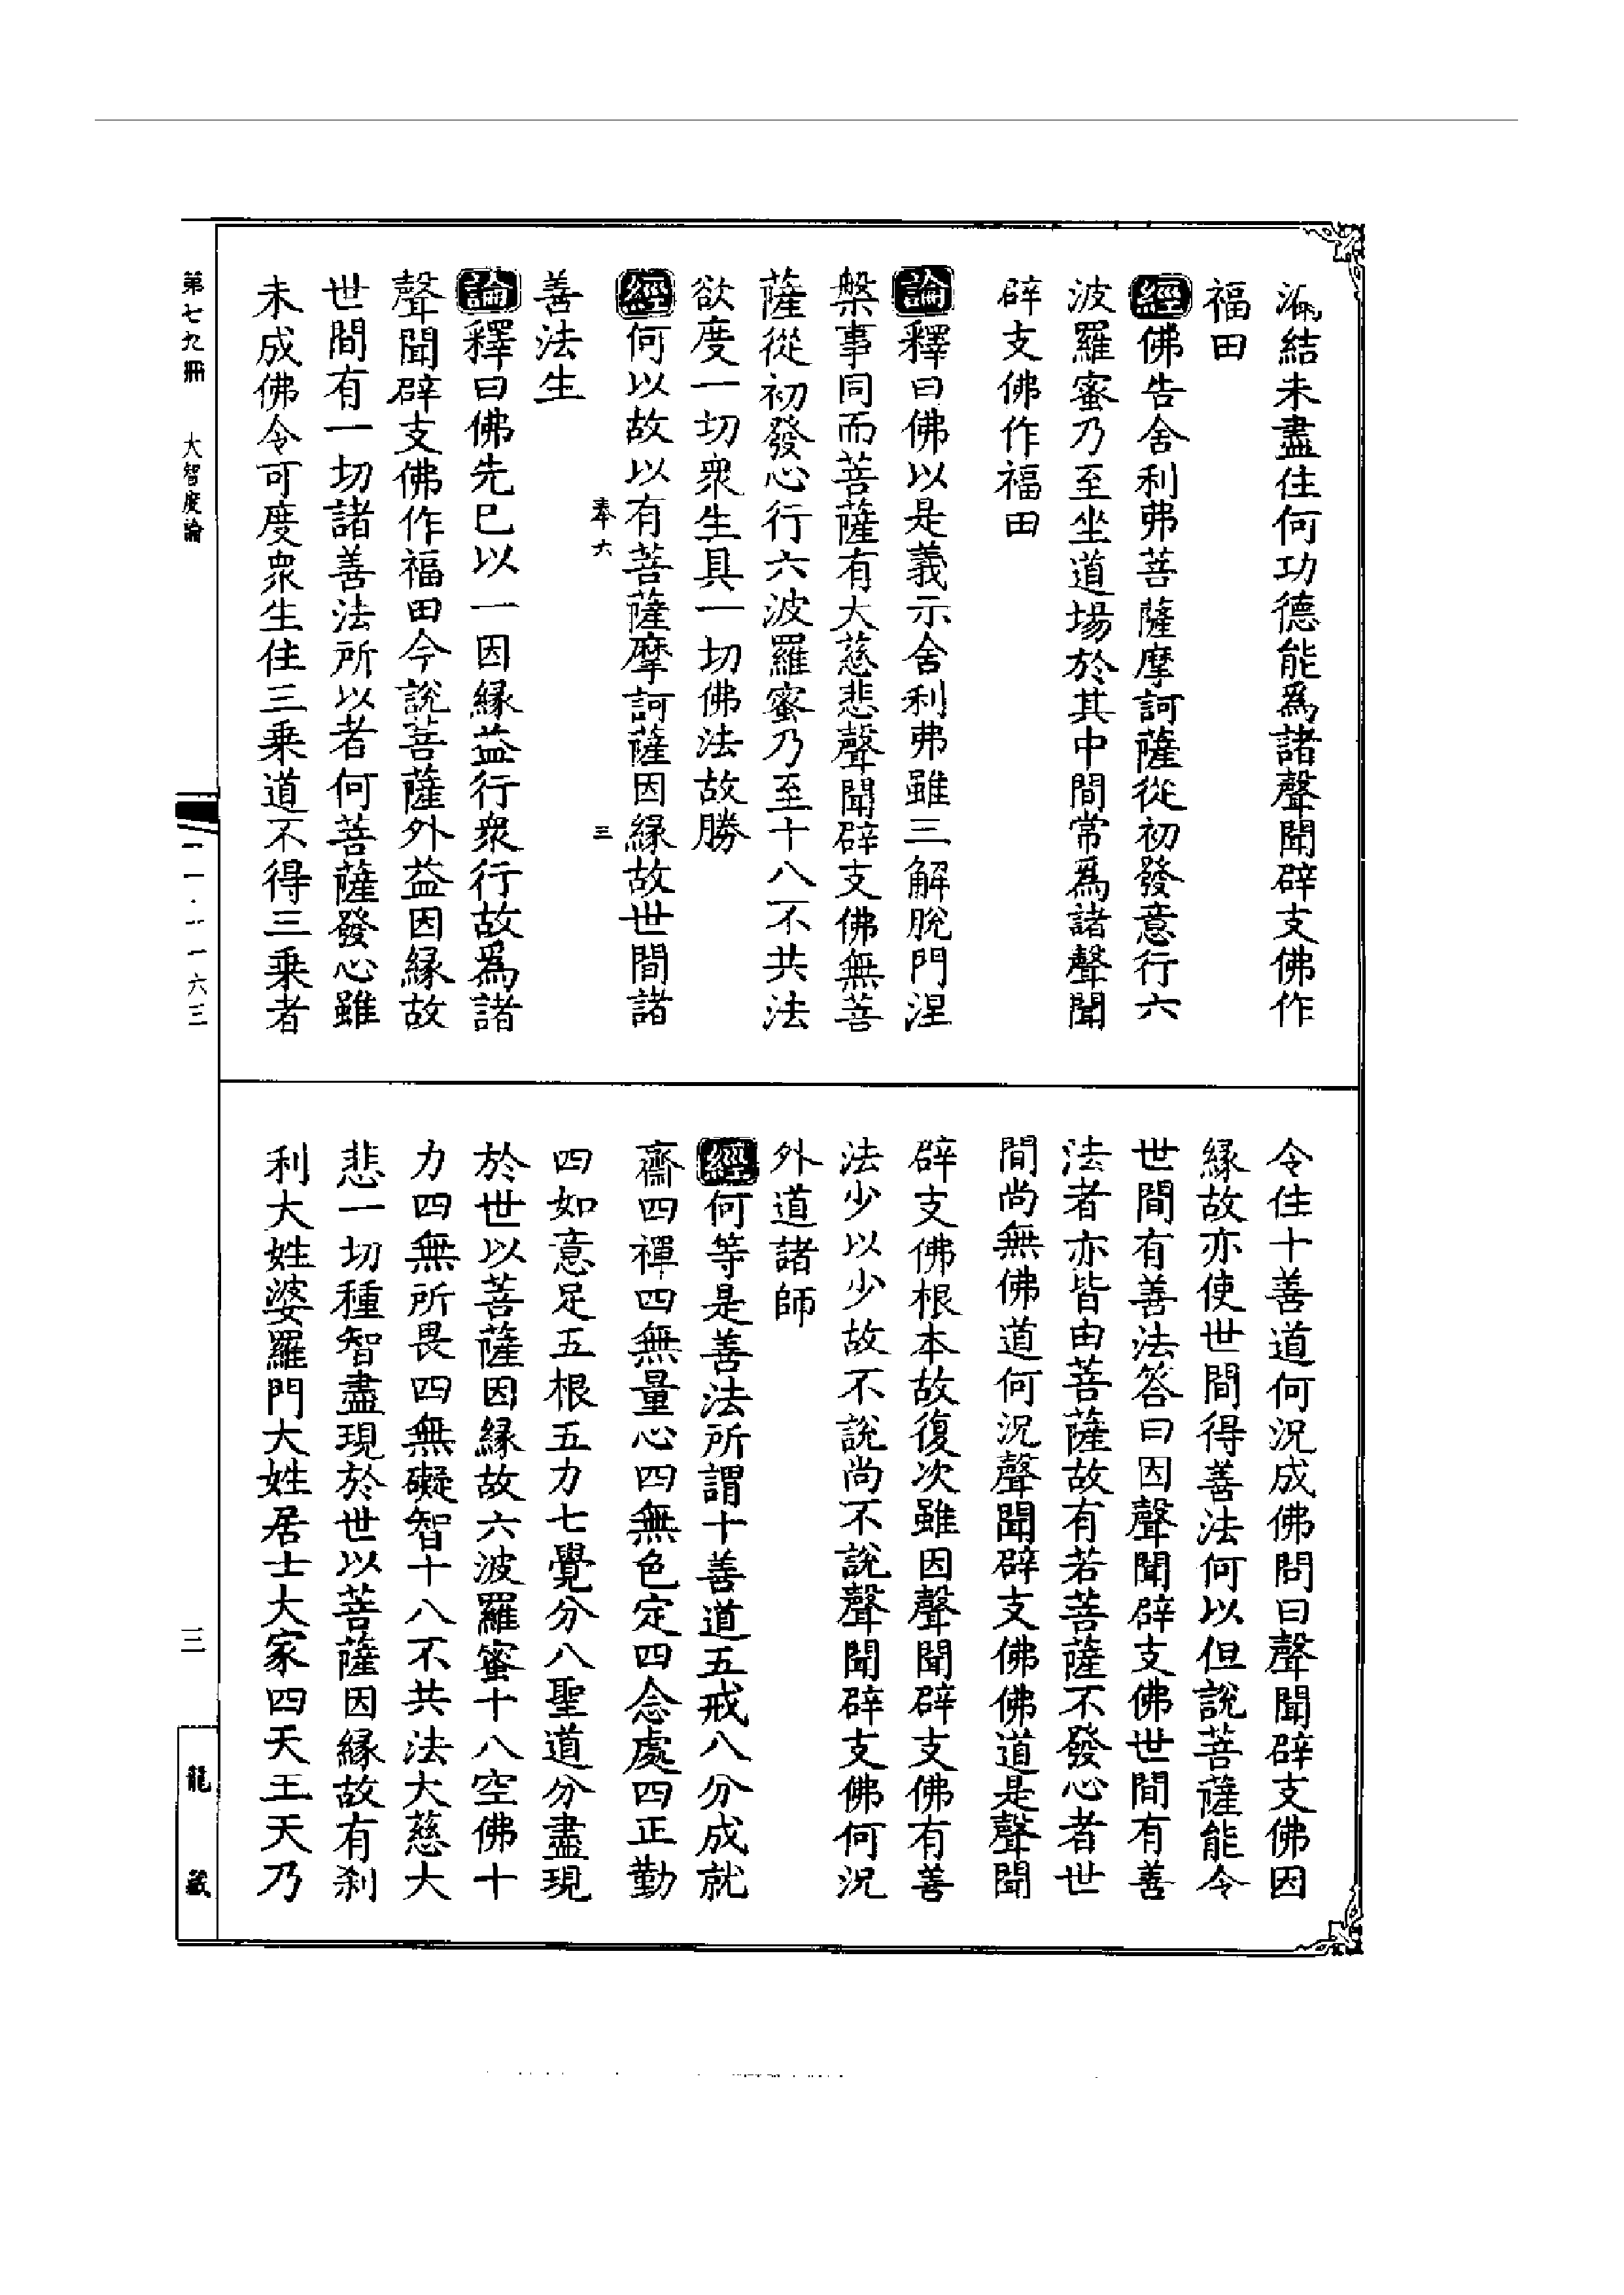 漏結未盡住何功德能爲諸聲聞辟支佛作
福田
經佛告舍利弗菩薩摩訶薩從初發意行六
波羅蜜乃至坐道場於其中間常爲諸聲聞
辟支佛作福田
論釋曰佛以是義示舍利弗雖三解脫門涅
槃事同而菩薩有大慈悲聲聞辟支佛無菩
薩從初發心行六波羅蜜乃至十八不共法
欲度一切衆生具一切佛法故勝
經何以故以有菩薩摩訶薩因緣故世間諸
奉六 三
善法生
論釋曰佛先已以一因緣益行衆行故爲諸
聲聞辟支佛作福田今說菩薩外益因緣故
世間有一切諸善法所以者何菩薩發心雖
未成佛令可度衆生住三乘道不得三乘者
令住十善道何況成佛問曰聲聞辟支佛因
緣故亦使世間得善法何以但說菩薩能令
世間有善法答曰因聲聞辟支佛世間有善
法者亦皆由菩薩故有若菩薩不發心者世
間尚無佛道何況聲聞辟支佛佛道是聲聞
辟支佛根本故復次雖因聲聞辟支佛有善
法少以少故不說尚不說聲聞辟支佛何況
外道諸師
經何等是善法所謂十善道五戒八分成就
齋四禪四無量心四無色定四念處四正勤
四如意足五根五力七覺分八聖道分盡現
於世以菩薩因緣故六波羅蜜十八空佛十
力四無所畏四無礙智十八不共法大慈大
悲一切種智盡現於世以菩薩因緣故有刹
利大姓婆羅門大姓居士大家四天王天乃
第七九冊 大智度論
三
龍藏